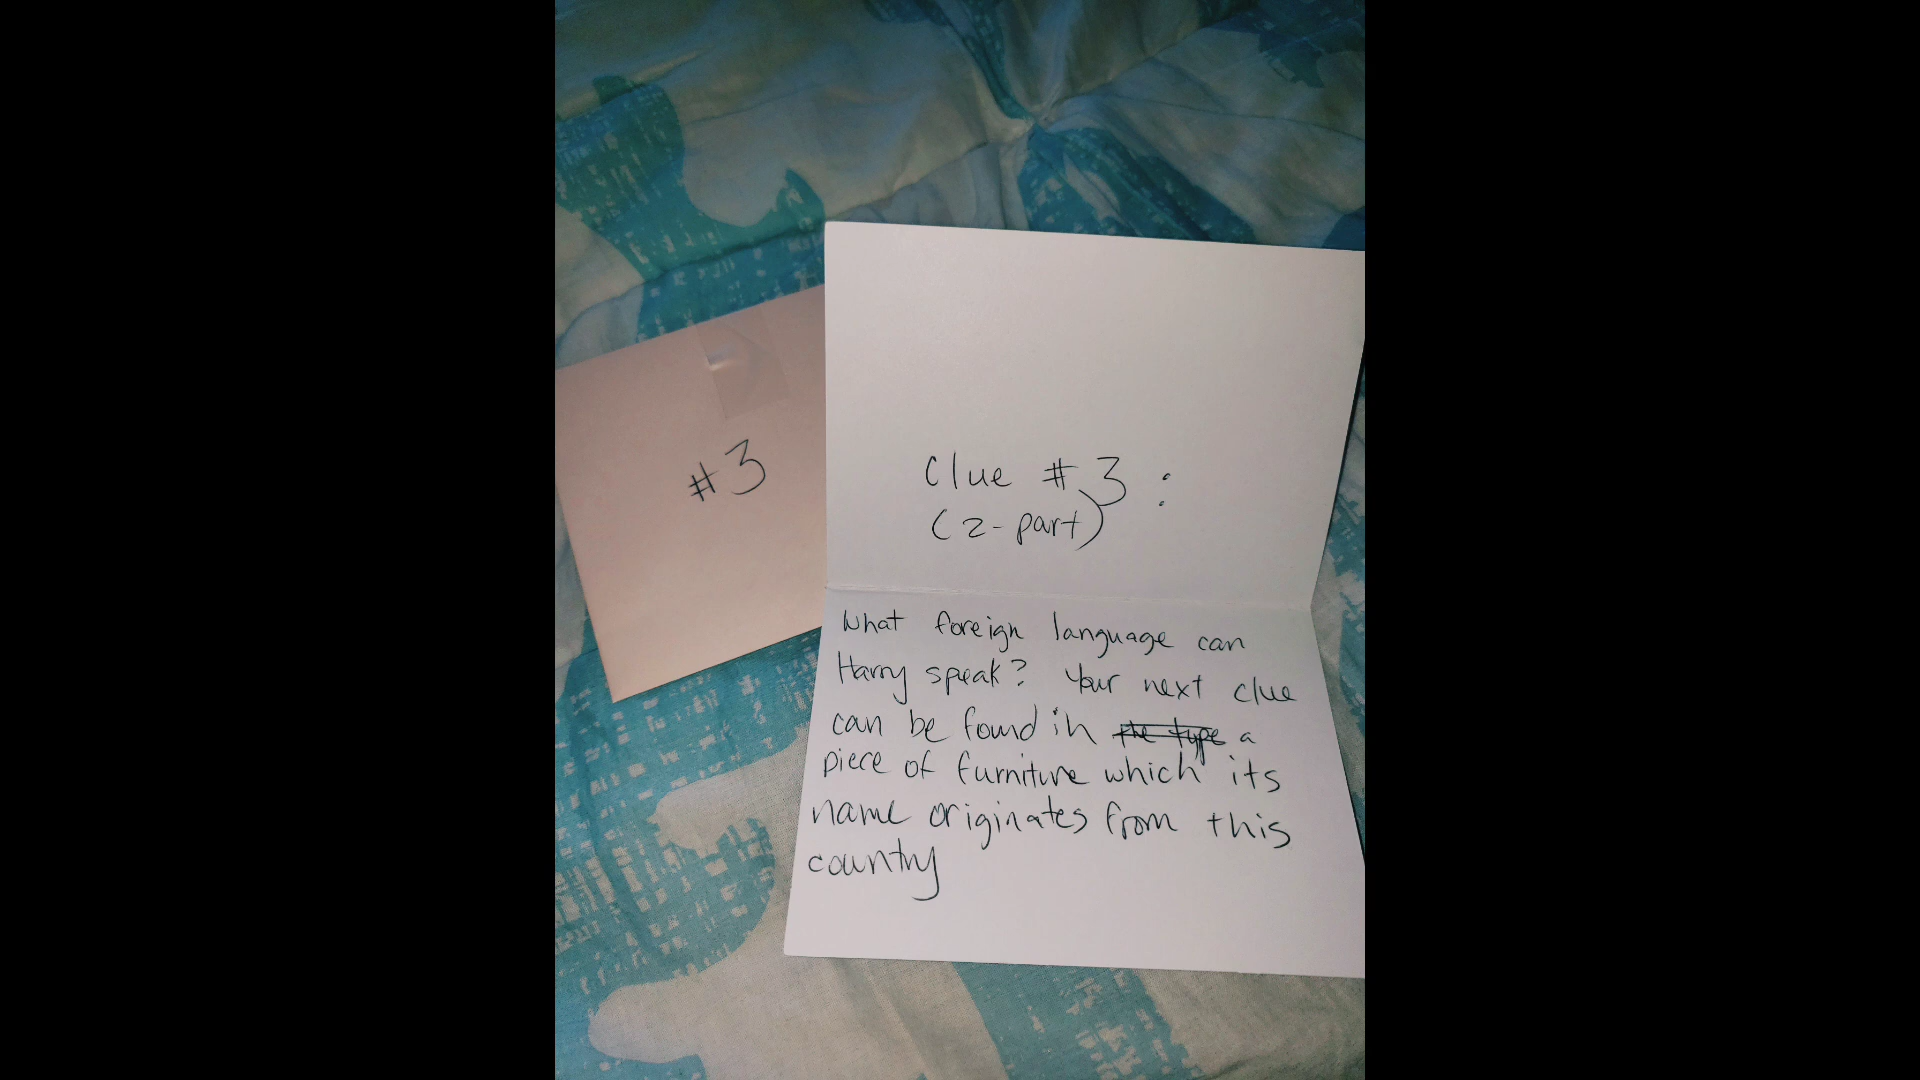 #3
Clue #3:
(2-part)
What foreign language can
Harry speak? Your next clue
can be found in the type a
piece of furniture which its
name originates from this
country